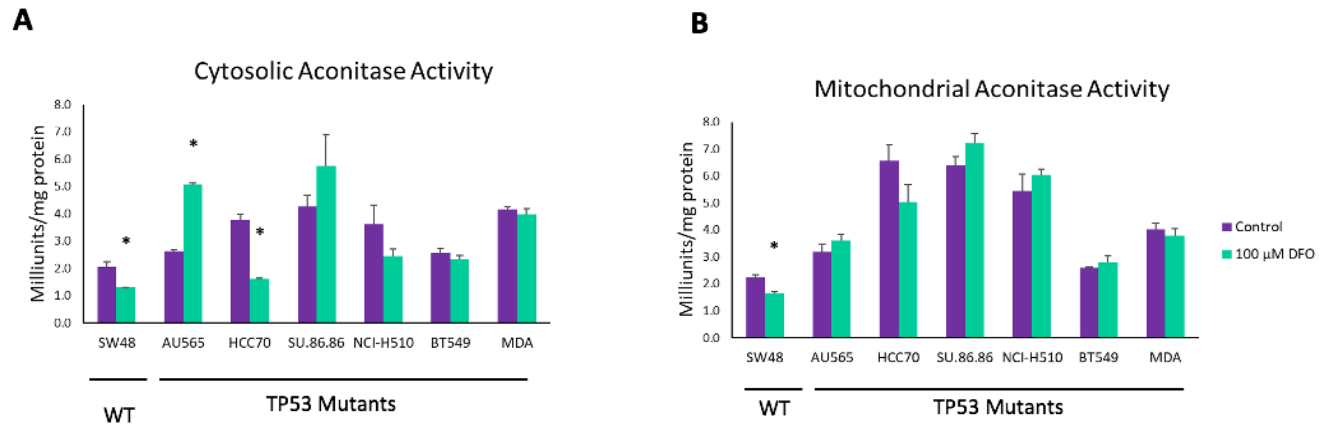 A
Cytosolic Aconitase Activity
Milliunits/mg protein
8.0
7.0
6.0
5.0
4.0
3.0
2.0
1.0
0.0
*
*
*
SW48 AU565 HCC70 SU.86.86 NCI-H510 BT549 MDA
WT TP53 Mutants
B
Mitochondrial Aconitase Activity
Milliunits/mg protein
8.0
7.0
6.0
5.0
4.0
3.0
2.0
1.0
0.0
*
SW48 AU565 HCC70 SU.86.86 NCI-H510 BT549 MDA
WT TP53 Mutants
Control
100 µM DFO